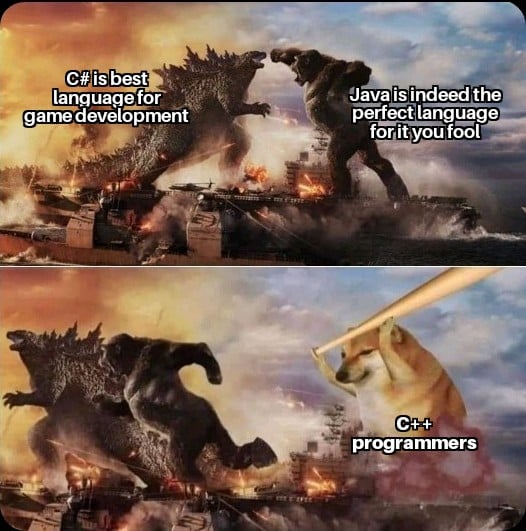 C# is best
language for
game development
Java is indeed the
perfect language
for it you fool
C++
programmers